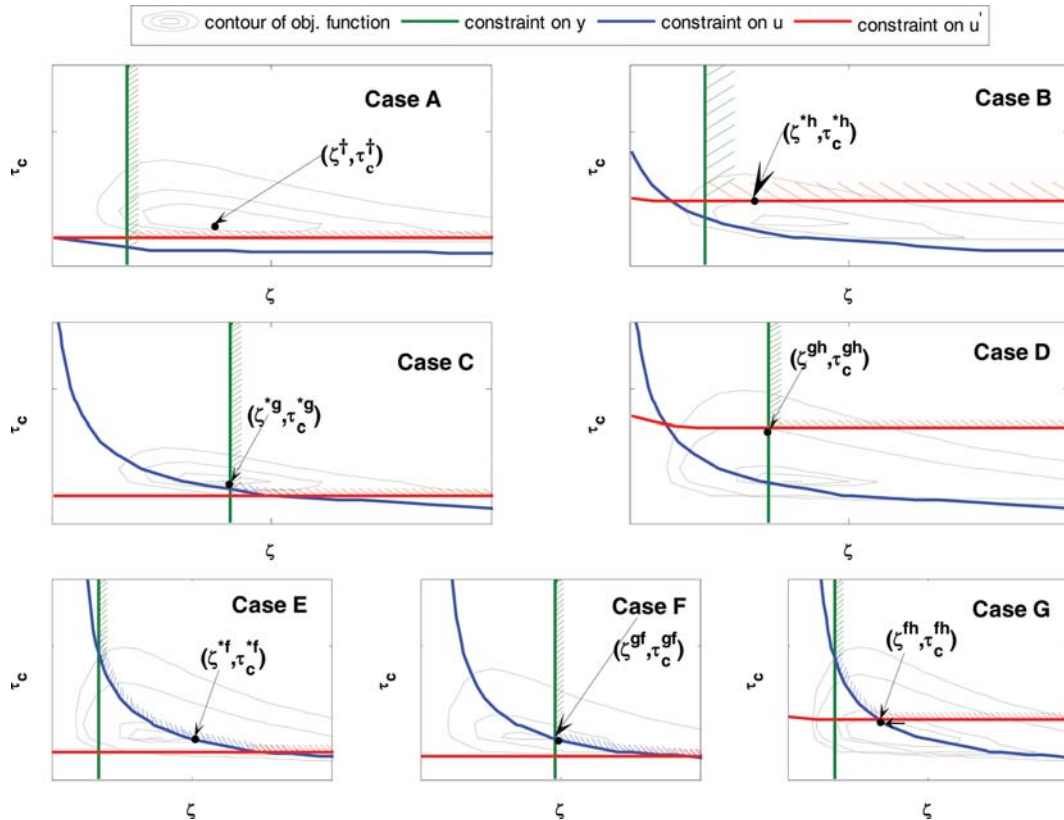 contour of obj. function constraint on y constraint on u constraint on u'
Case A
(ζ†,τc†)
τc
ζ
Case B
(ζ*h,τc*h)
τc
ζ
Case C
(ζ*g,τc*g)
τc
ζ
Case D
(ζgh,τcgh)
τc
ζ
Case E
(ζ*f,τc*f)
τc
ζ
Case F
(ζgf,τcgf)
τc
ζ
Case G
(ζfh,τcfh)
τc
ζ